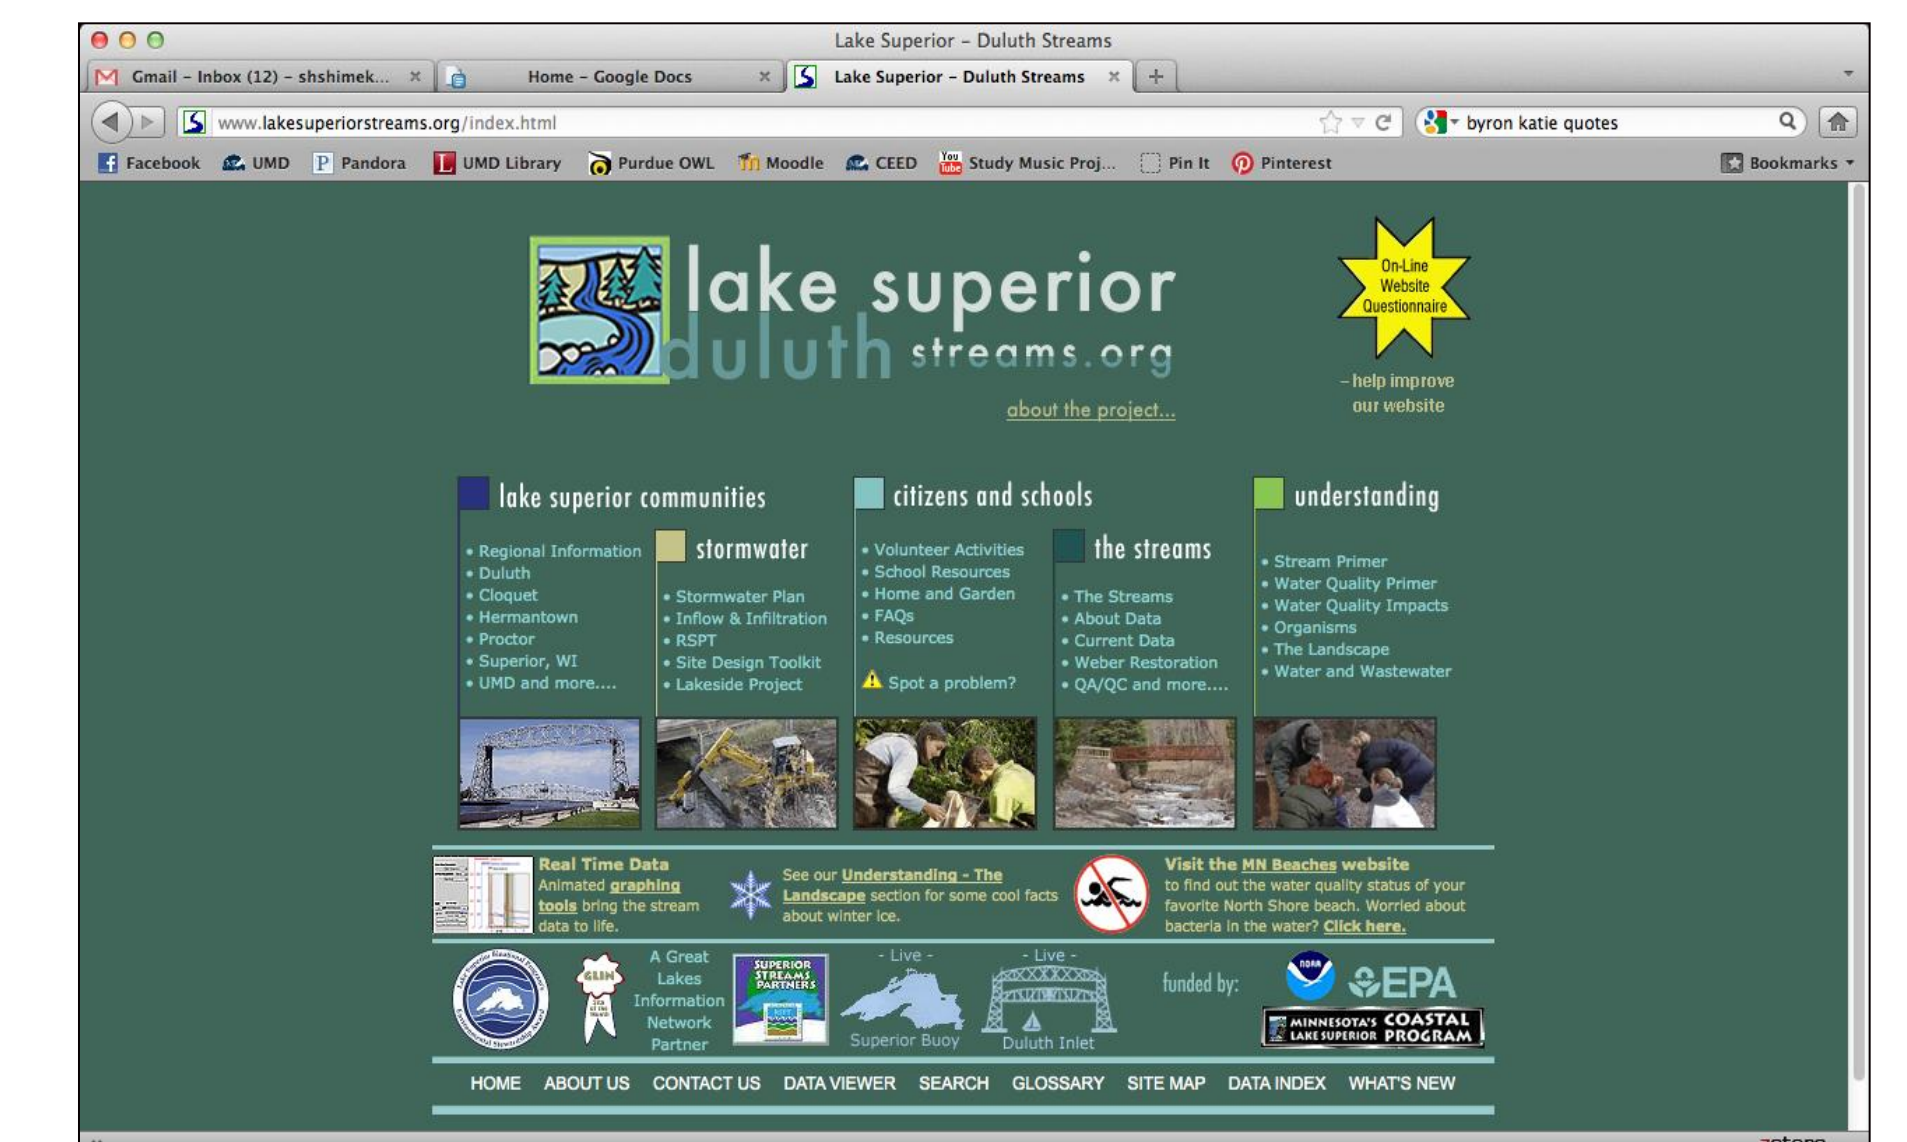 Lake Superior – Duluth Streams
Gmail – Inbox (12) – shshimek...
Home – Google Docs
Lake Superior – Duluth Streams
www.lakesuperiorstreams.org/index.html
byron katie quotes
Facebook
UMD
Pandora
UMD Library
Purdue OWL
Moodle
CEED
You Tube
Study Music Proj...
Pin It
Pinterest
Bookmarks
lake superior
duluth streams.org
about the project...
On-Line
Website
Questionnaire
– help improve
our website
lake superior communities
• Regional Information
• Duluth
• Cloquet
• Hermantown
• Proctor
• Superior, WI
• UMD and more....
stormwater
• Stormwater Plan
• Inflow & Infiltration
• RSPT
• Site Design Toolkit
• Lakeside Project
citizens and schools
• Volunteer Activities
• School Resources
• Home and Garden
• FAQs
• Resources
Spot a problem?
the streams
• The Streams
• About Data
• Current Data
• Weber Restoration
• QA/QC and more....
understanding
• Stream Primer
• Water Quality Primer
• Water Quality Impacts
• Organisms
• The Landscape
• Water and Wastewater
Real Time Data
Animated graphing
tools bring the stream
data to life.
See our Understanding - The
Landscape section for some cool facts
about winter ice.
Visit the MN Beaches website
to find out the water quality status of your
favorite North Shore beach. Worried about
bacteria in the water? Click here.
GLIN
A Great
Lakes
Information
Network
Partner
SUPERIOR
STREAMS
PARTNERS
- Live -
Superior Buoy
- Live -
Duluth Inlet
funded by:
NOAA
EPA
MINNESOTA'S
LAKE SUPERIOR
COASTAL
PROGRAM
HOME ABOUT US CONTACT US DATA VIEWER SEARCH GLOSSARY SITE MAP DATA INDEX WHAT'S NEW